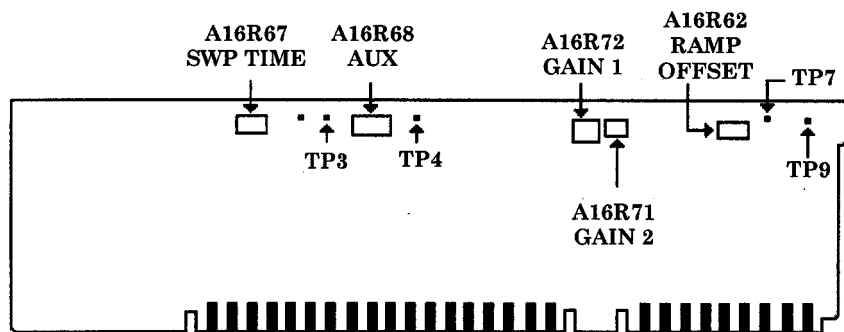 A16R67
SWP TIME
A16R68
AUX
A16R72
GAIN 1
A16R62
RAMP
OFFSET
TP7
TP3
TP4
TP9
A16R71
GAIN 2